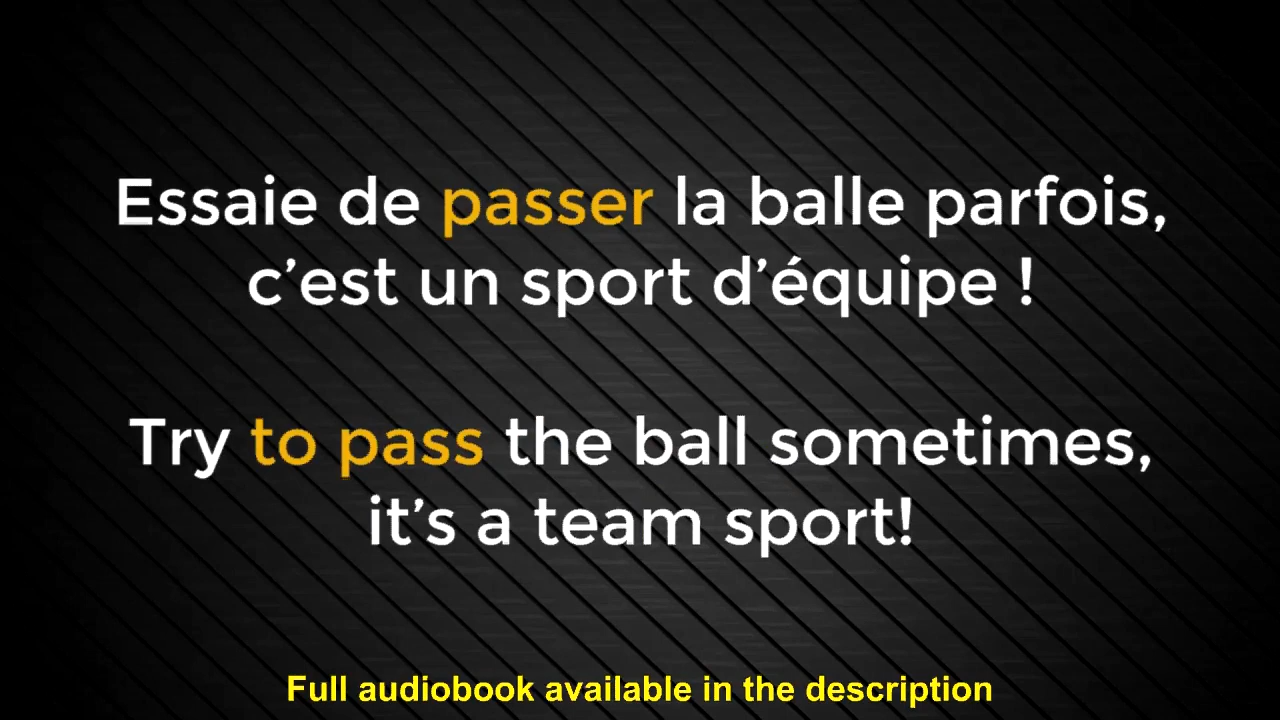 Essaie de passer la balle parfois,
c’est un sport d’équipe !
Try to pass the ball sometimes,
it’s a team sport!
Full audiobook available in the description